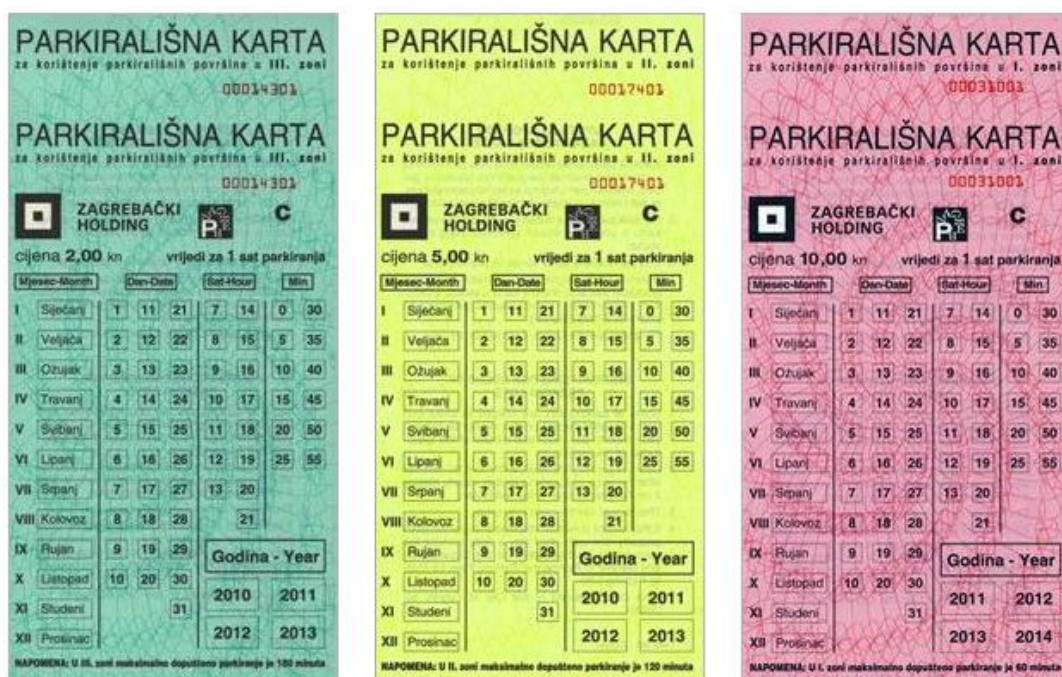 PARKIRALIŠNA KARTA
za korištenje parkirališnih površina u III. zoni
00014301
PARKIRALIŠNA KARTA
za korištenje parkirališnih površina u III. zoni
00014301
ZAGREBAČKI
HOLDING
P
C
cijena 2,00 kn vrijedi za 1 sat parkiranja
Mjesec-Month Dan-Date Sat-Hour Min
I Siječanj 1 11 21 7 14 0 30
II Veljača 2 12 22 8 15 5 35
III Ožujak 3 13 23 9 16 10 40
IV Travanj 4 14 24 10 17 15 45
V Svibanj 5 15 25 11 18 20 50
VI Lipanj 6 16 26 12 19 25 55
VII Srpanj 7 17 27 13 20
VIII Kolovoz 8 18 28 21
IX Rujan 9 19 29 Godina - Year
X Listopad 10 20 30 2010 2011
XI Studeni 31
XII Prosinac 2012 2013
NAPOMENA: U III. zoni maksimalno dopušteno parkiranje je 180 minuta
PARKIRALIŠNA KARTA
za korištenje parkirališnih površina u II. zoni
00017401
PARKIRALIŠNA KARTA
za korištenje parkirališnih površina u II. zoni
00017401
ZAGREBAČKI
HOLDING
P
C
cijena 5,00 kn vrijedi za 1 sat parkiranja
Mjesec-Month Dan-Date Sat-Hour Min
I Siječanj 1 11 21 7 14 0 30
II Veljača 2 12 22 8 15 5 35
III Ožujak 3 13 23 9 16 10 40
IV Travanj 4 14 24 10 17 15 45
V Svibanj 5 15 25 11 18 20 50
VI Lipanj 6 16 26 12 19 25 55
VII Srpanj 7 17 27 13 20
VIII Kolovoz 8 18 28 21
IX Rujan 9 19 29 Godina - Year
X Listopad 10 20 30 2010 2011
XI Studeni 31
XII Prosinac 2012 2013
NAPOMENA: U II. zoni maksimalno dopušteno parkiranje je 120 minuta
PARKIRALIŠNA KARTA
za korištenje parkirališnih površina u I. zoni
00031001
PARKIRALIŠNA KARTA
za korištenje parkirališnih površina u I. zoni
00031001
ZAGREBAČKI
HOLDING
P
C
cijena 10,00 kn vrijedi za 1 sat parkiranja
Mjesec-Month Dan-Date Sat-Hour Min
I Siječanj 1 11 21 7 14 0 30
II Veljača 2 12 22 8 15 5 35
III Ožujak 3 13 23 9 16 10 40
IV Travanj 4 14 24 10 17 15 45
V Svibanj 5 15 25 11 18 20 50
VI Lipanj 6 16 26 12 19 25 55
VII Srpanj 7 17 27 13 20
VIII Kolovoz 8 18 28 21
IX Rujan 9 19 29 Godina - Year
X Listopad 10 20 30 2011 2012
XI Studeni 31
XII Prosinac 2013 2014
NAPOMENA: U I. zoni maksimalno dopušteno parkiranje je 60 minuta